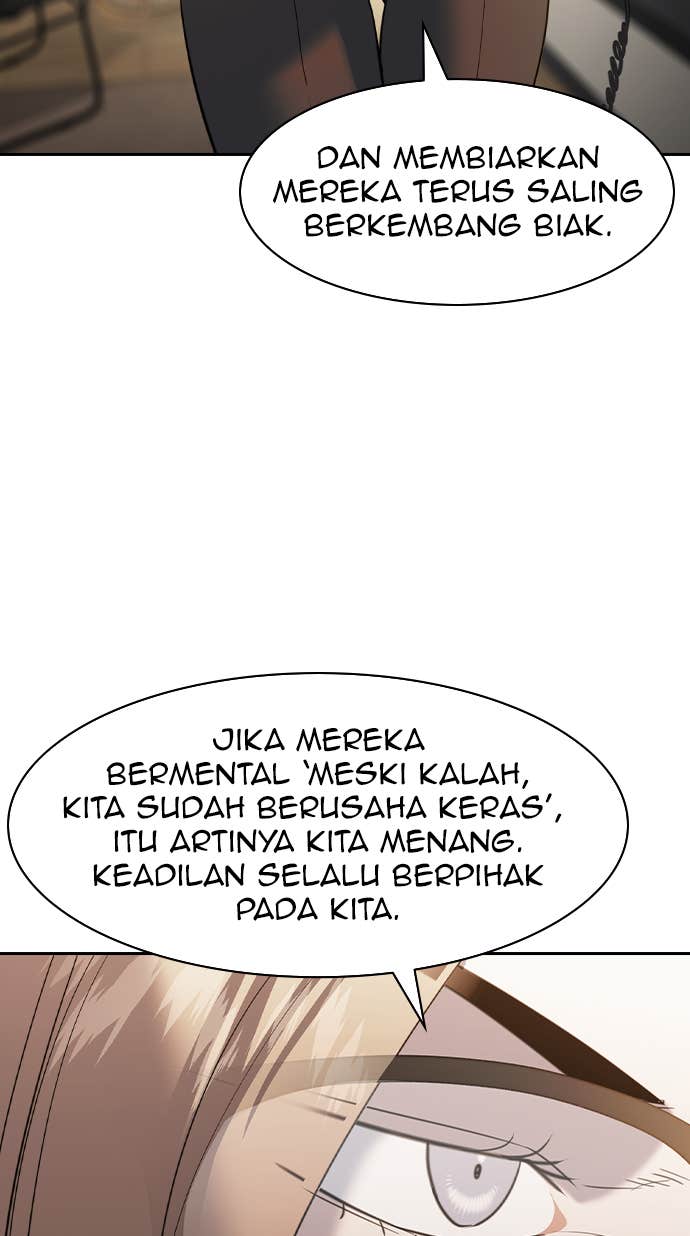 DAN MEMBIARKAN
MEREKA TERUS SALING
BERKEMBANG BIAK.
JIKA MEREKA
BERMENTAL 'MESKI KALAH,
KITA SUDAH BERUSAHA KERAS',
ITU ARTINYA KITA MENANG.
KEADILAN SELALU BERPIHAK
PADA KITA.